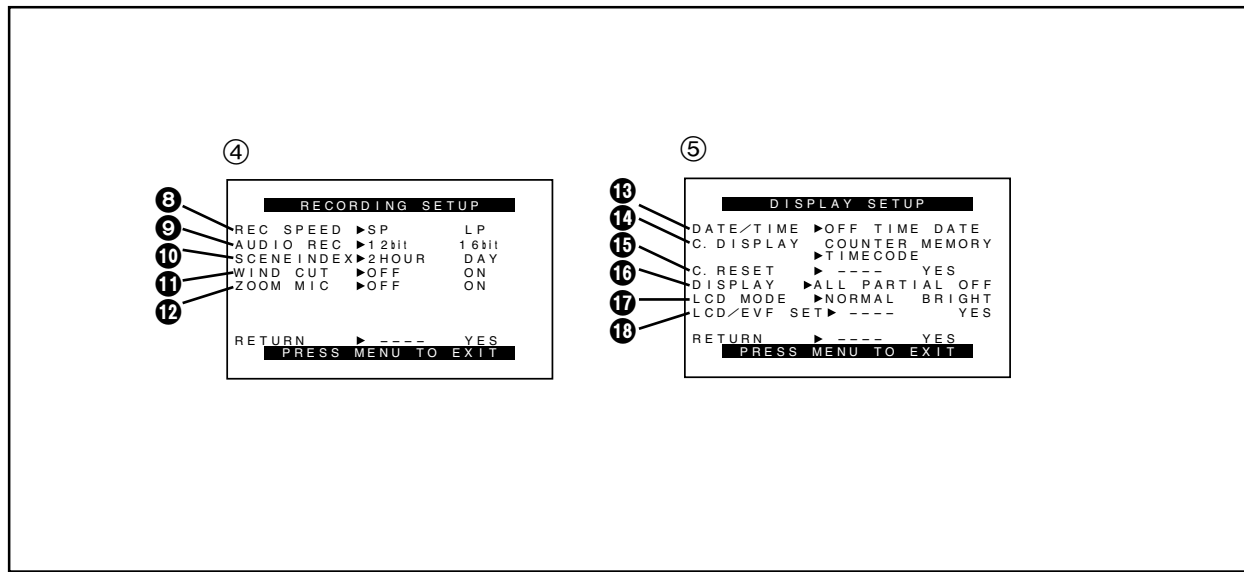 ④
RECORDING SETUP
❽ REC SPEED ▶SP LP
❾ AUDIO REC ▶12bit 16bit
❿ SCENEINDEX▶2HOUR DAY
⓫ WIND CUT ▶OFF ON
⓬ ZOOM MIC ▶OFF ON
RETURN ▶ ---- YES
PRESS MENU TO EXIT
⑤
DISPLAY SETUP
⓭ DATE/TIME ▶OFF TIME DATE
⓮ C. DISPLAY COUNTER MEMORY
▶TIMECODE
⓯ C. RESET ▶ ---- YES
⓰ DISPLAY ▶ALL PARTIAL OFF
⓱ LCD MODE ▶NORMAL BRIGHT
⓲ LCD/EVF SET▶ ---- YES
RETURN ▶ ---- YES
PRESS MENU TO EXIT